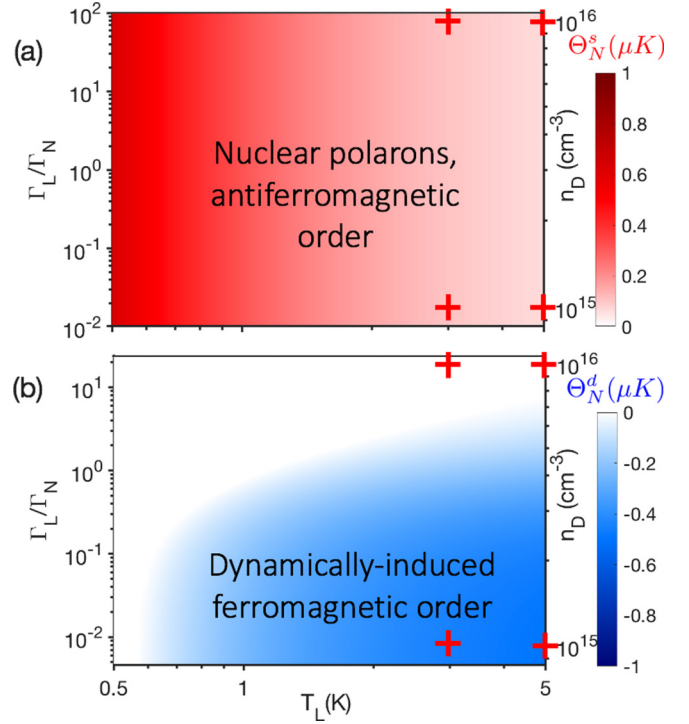 (a)
10²
10¹
10⁰
10⁻¹
10⁻²
Γ_L/Γ_N
Nuclear polarons,
antiferromagnetic
order
10¹⁶
n_D (cm⁻³)
10¹⁵
Θ_N^s(μK)
1
0.8
0.6
0.4
0.2
0
(b)
10¹
10⁰
10⁻¹
10⁻²
Γ_L/Γ_N
Dynamically-induced
ferromagnetic order
0.5
1
5
T_L(K)
10¹⁶
n_D (cm⁻³)
10¹⁵
Θ_N^d(μK)
0
-0.2
-0.4
-0.6
-0.8
-1